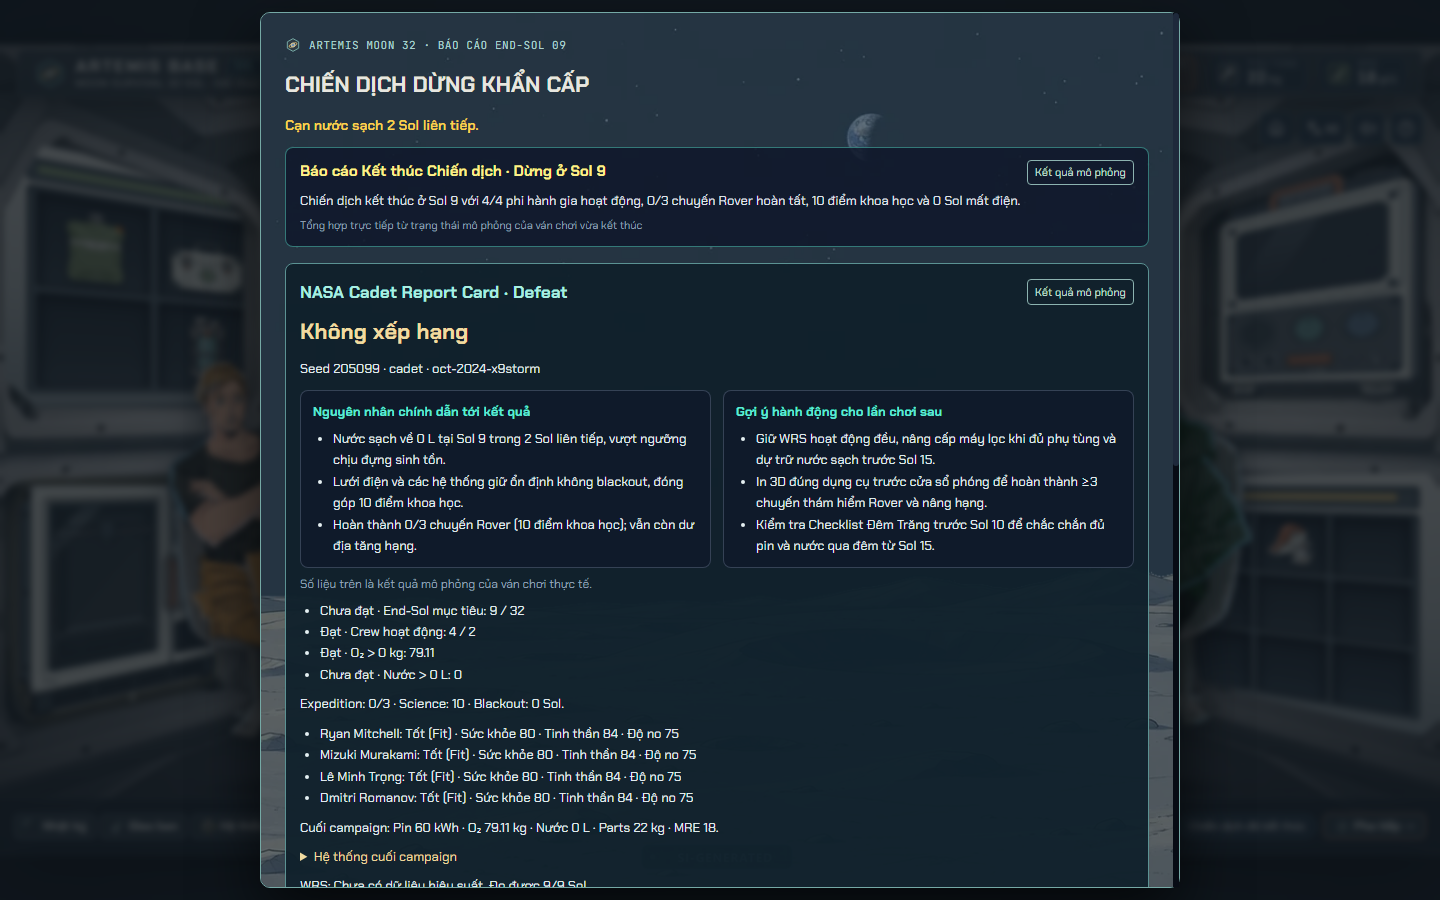 ARTEMIS MOON 32 · BÁO CÁO END-SOL 09
CHIẾN DỊCH DỪNG KHẨN CẤP
Cạn nước sạch 2 Sol liên tiếp.
Báo cáo Kết thúc Chiến dịch · Dừng ở Sol 9
Kết quả mô phỏng
Chiến dịch kết thúc ở Sol 9 với 4/4 phi hành gia hoạt động, 0/3 chuyến Rover hoàn tất, 10 điểm khoa học và 0 Sol mất điện.
Tổng hợp trực tiếp từ trạng thái mô phỏng của ván chơi vừa kết thúc
NASA Cadet Report Card · Defeat
Kết quả mô phỏng
Không xếp hạng
Seed 205099 · cadet · oct-2024-x9storm
Nguyên nhân chính dẫn tới kết quả
• Nước sạch về 0 L tại Sol 9 trong 2 Sol liên tiếp, vượt ngưỡng
chịu đựng sinh tồn.
• Lưới điện và các hệ thống giữ ổn định không blackout, đóng
góp 10 điểm khoa học.
• Hoàn thành 0/3 chuyến Rover (10 điểm khoa học); vẫn còn dư
địa tăng hạng.
Gợi ý hành động cho lần chơi sau
• Giữ WRS hoạt động đều, nâng cấp máy lọc khi đủ phụ tùng và
dự trữ nước sạch trước Sol 15.
• In 3D đúng dụng cụ trước cửa sổ phóng để hoàn thành ≥3
chuyến thám hiểm Rover và nâng hạng.
• Kiểm tra Checklist Đêm Trăng trước Sol 10 để chắc chắn đủ
pin và nước qua đêm từ Sol 15.
Số liệu trên là kết quả mô phỏng của ván chơi thực tế.
• Chưa đạt · End-Sol mục tiêu: 9 / 32
• Đạt · Crew hoạt động: 4 / 2
• Đạt · O₂ > 0 kg: 79.11
• Chưa đạt · Nước > 0 L: 0
Expedition: 0/3 · Science: 10 · Blackout: 0 Sol.
• Ryan Mitchell: Tốt (Fit) · Sức khỏe 80 · Tinh thần 84 · Độ no 75
• Mizuki Murakami: Tốt (Fit) · Sức khỏe 80 · Tinh thần 84 · Độ no 75
• Lê Minh Trọng: Tốt (Fit) · Sức khỏe 80 · Tinh thần 84 · Độ no 75
• Dmitri Romanov: Tốt (Fit) · Sức khỏe 80 · Tinh thần 84 · Độ no 75
Cuối campaign: Pin 60 kWh · O₂ 79.11 kg · Nước 0 L · Parts 22 kg · MRE 18.
▶ Hệ thống cuối campaign
WRS: Chưa có dữ liệu hiệu suất. Đo được 9/9 Sol
ARTEMIS BASE